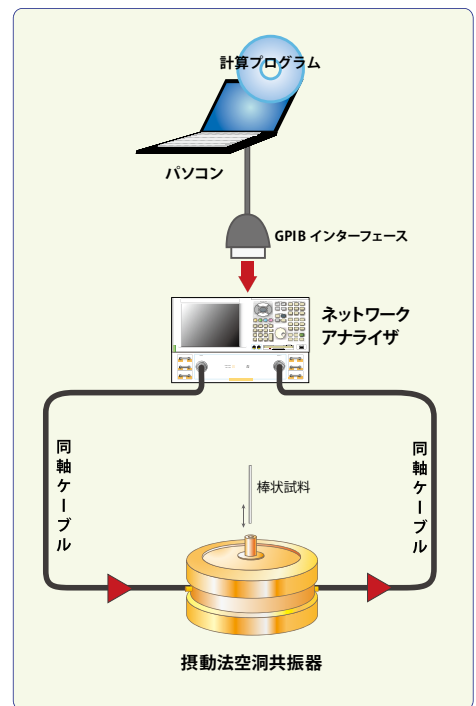 計算プログラム
パソコン
GPIB インターフェース
ネットワーク
アナライザ
同軸ケーブル
同軸ケーブル
棒状試料
摂動法空洞共振器